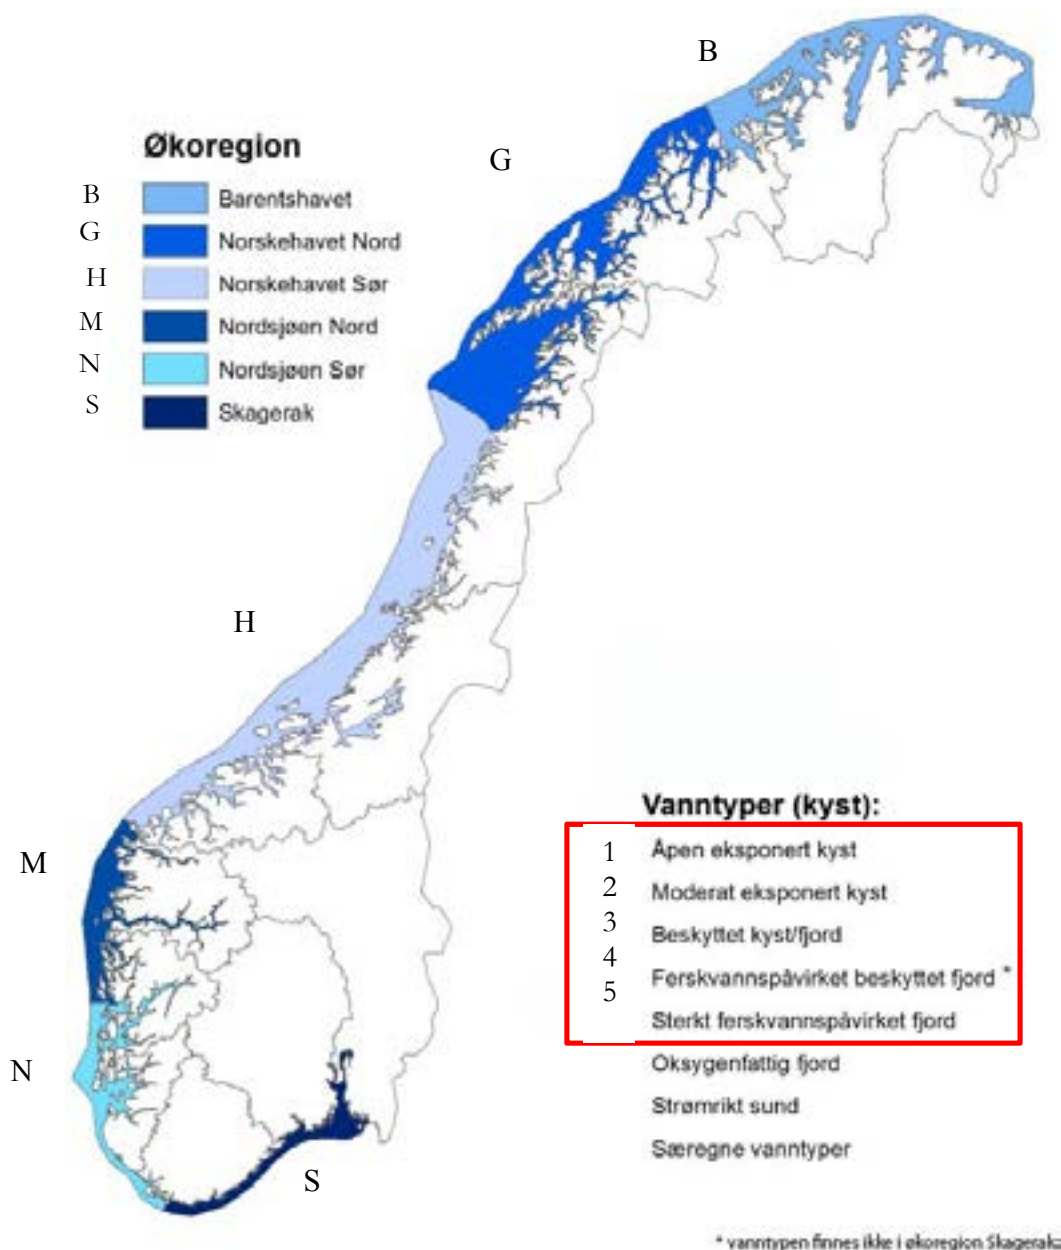 B
G
Økoregion
B Barentshavet
G Norskehavet Nord
H Norskehavet Sør
M Nordsjøen Nord
N Nordsjøen Sør
S Skagerak
H
M
N
S
Vanntyper (kyst):
1 Åpen eksponert kyst
2 Moderat eksponert kyst
3 Beskyttet kyst/fjord
4 Ferskvannspåvirket beskyttet fjord *
5 Sterkt ferskvannspåvirket fjord
Oksygenfattig fjord
Strømrikt sund
Særegne vanntyper
* vanntypen finnes ikke i økoregion Skagerak